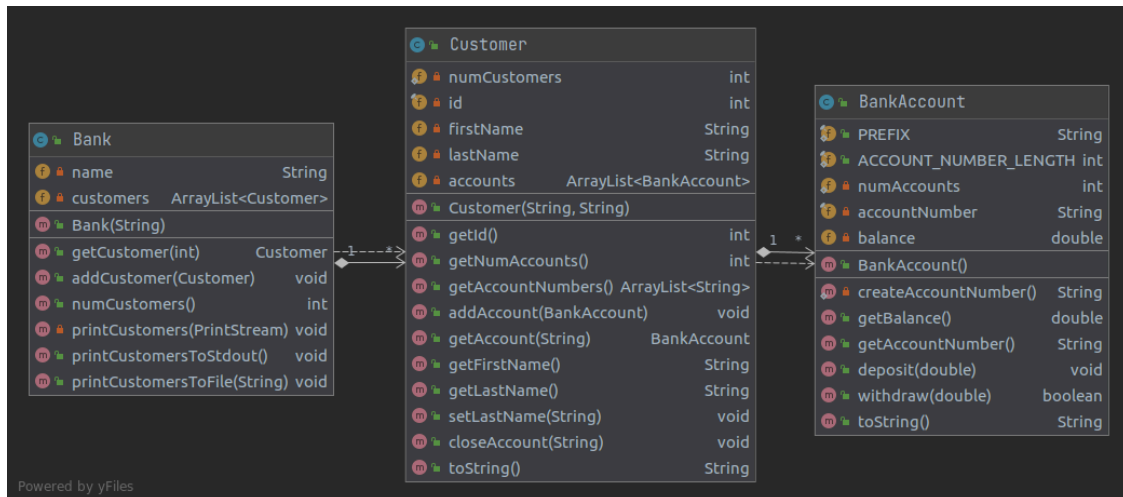 Bank
name String
customers ArrayList<Customer>
Bank(String)
getCustomer(int) Customer
addCustomer(Customer) void
numCustomers() int
printCustomers(PrintStream) void
printCustomersToStdout() void
printCustomersToFile(String) void
1 *
Customer
numCustomers int
id int
firstName String
lastName String
accounts ArrayList<BankAccount>
Customer(String, String)
getId() int
getNumAccounts() int
getAccountNumbers() ArrayList<String>
addAccount(BankAccount) void
getAccount(String) BankAccount
getFirstName() String
getLastName() String
setLastName(String) void
closeAccount(String) void
toString() String
1 *
BankAccount
PREFIX String
ACCOUNT_NUMBER_LENGTH int
numAccounts int
accountNumber String
balance double
BankAccount()
createAccountNumber() String
getBalance() double
getAccountNumber() String
deposit(double) void
withdraw(double) boolean
toString() String
Powered by yFiles